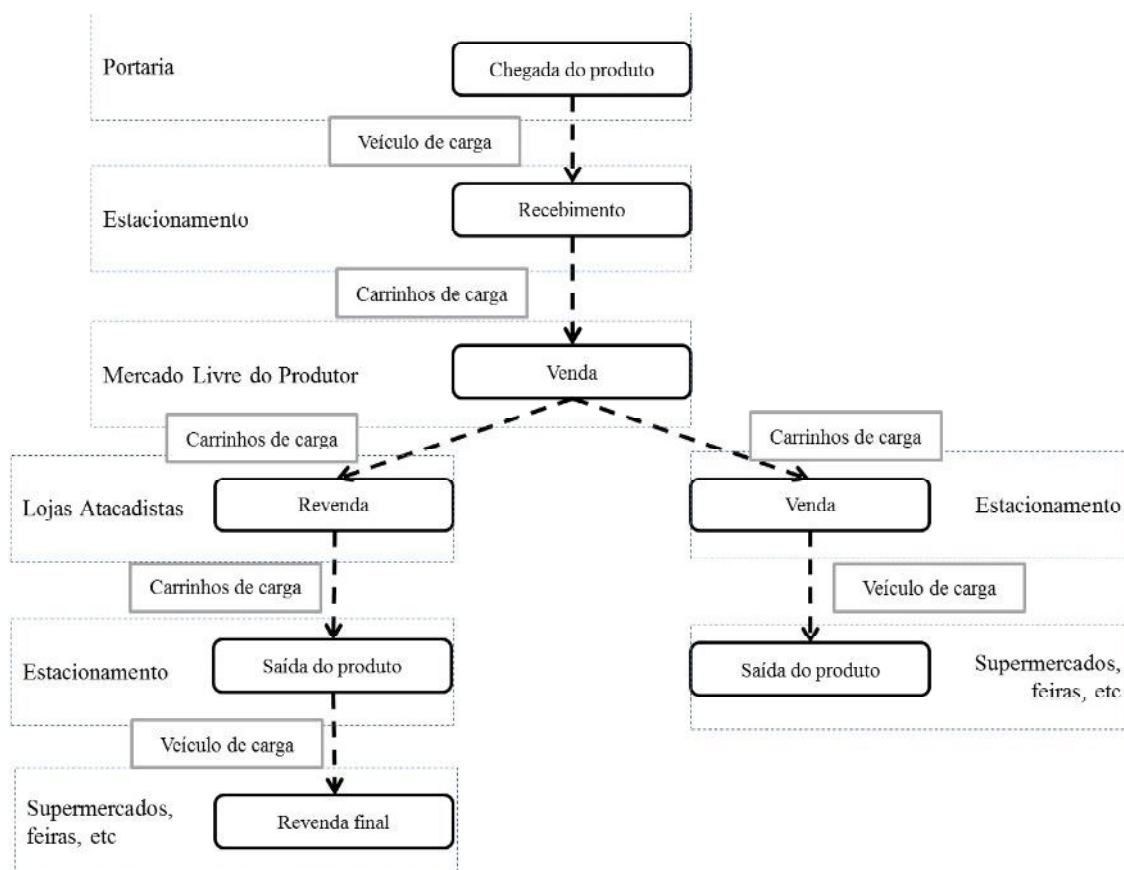 Portaria
Chegada do produto
Veículo de carga
Estacionamento
Recebimento
Carrinhos de carga
Mercado Livre do Produtor
Venda
Carrinhos de carga
Carrinhos de carga
Lojas Atacadistas
Revenda
Venda
Estacionamento
Carrinhos de carga
Veículo de carga
Estacionamento
Saída do produto
Saída do produto
Supermercados,
feiras, etc
Veículo de carga
Supermercados,
feiras, etc
Revenda final